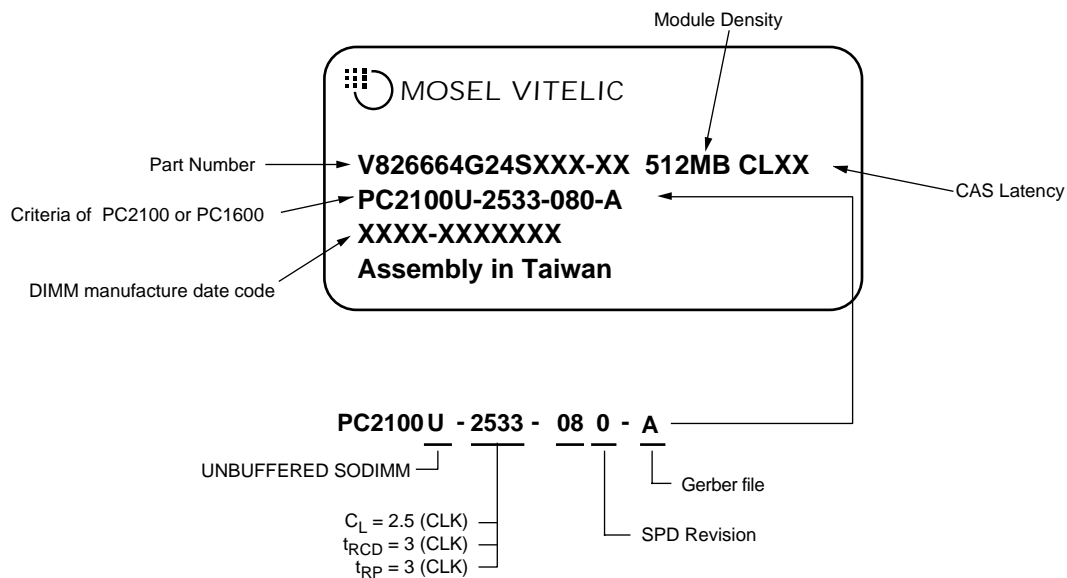 Module Density
MOSEL VITELIC
Part Number
V826664G24SXXX-XX 512MB CLXX
CAS Latency
Criteria of PC2100 or PC1600
PC2100U-2533-080-A
XXXX-XXXXXXX
DIMM manufacture date code
Assembly in Taiwan
PC2100 U - 2533 - 08 0 - A
UNBUFFERED SODIMM
Gerber file
CL = 2.5 (CLK)
SPD Revision
tRCD = 3 (CLK)
tRP = 3 (CLK)